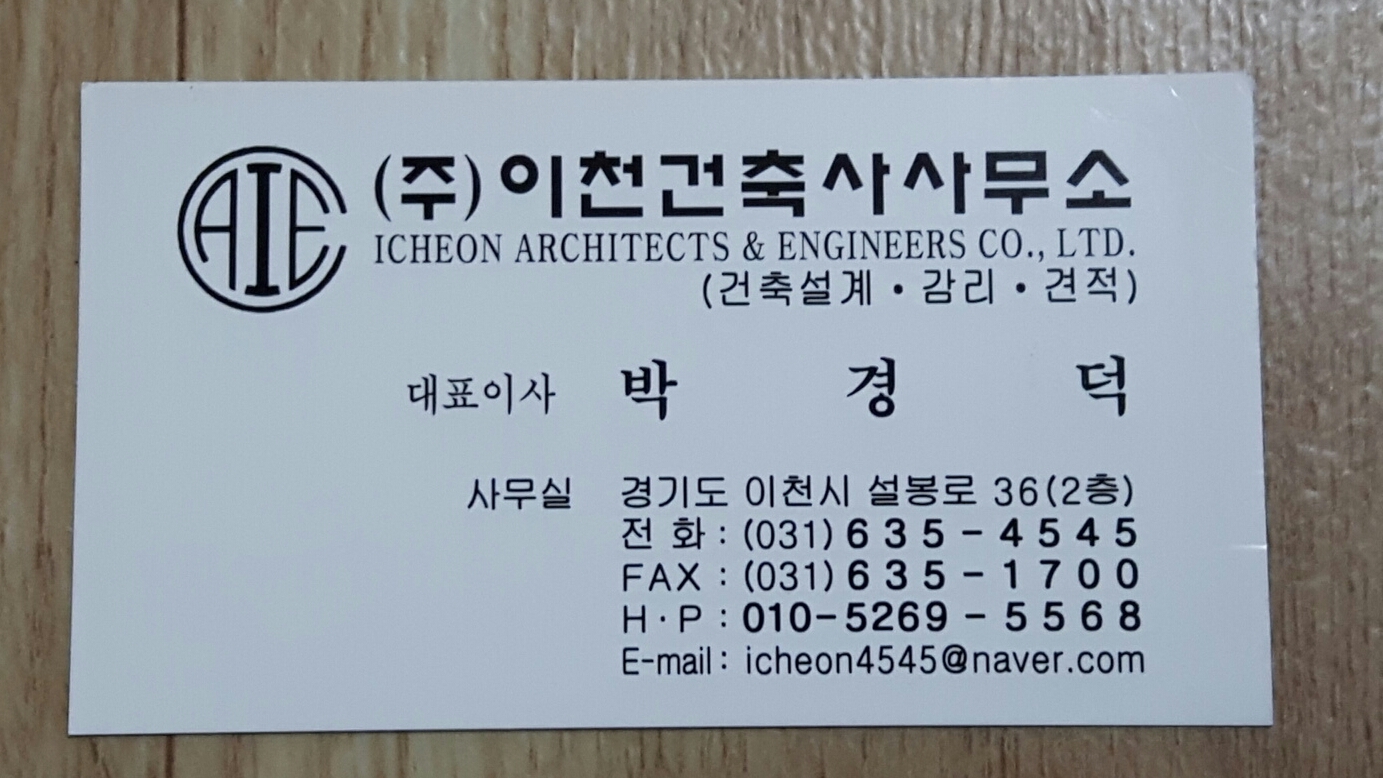 AIE
(주)이천건축사사무소
ICHEON ARCHITECTS & ENGINEERS CO., LTD.
(건축설계·감리·견적)
대표이사 박 경 덕
사무실 경기도 이천시 설봉로 36(2층)
전 화 : (031) 635-4545
FAX : (031) 635-1700
H·P : 010-5269-5568
E-mail : icheon4545@naver.com